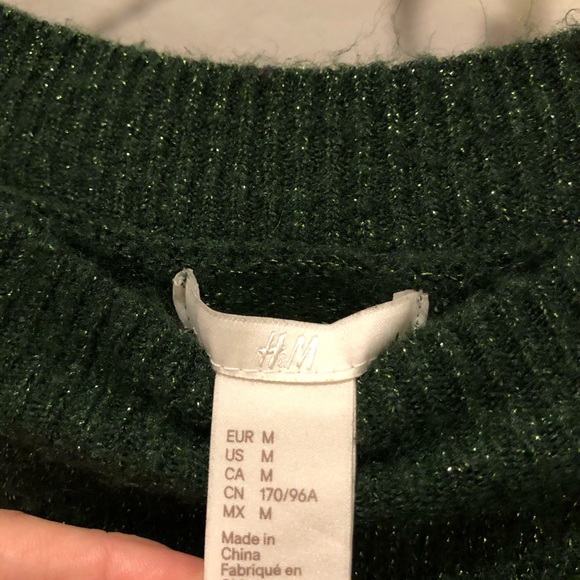 H&M
EUR M
US M
CA M
CN 170/96A
MX M
Made in
China
Fabriqué en